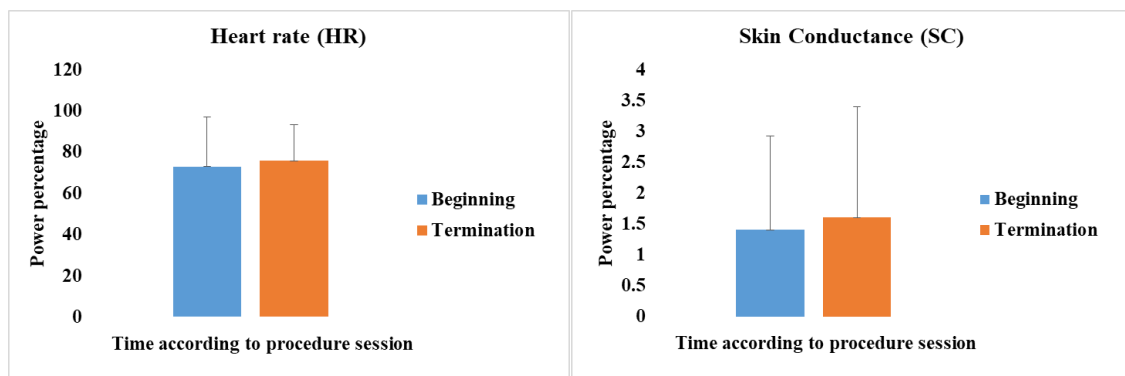 Heart rate (HR)
120
100
80
60
40
20
0
Power percentage
Beginning
Termination
Time according to procedure session
Skin Conductance (SC)
4
3.5
3
2.5
2
1.5
1
0.5
0
Power percentage
Beginning
Termination
Time according to procedure session